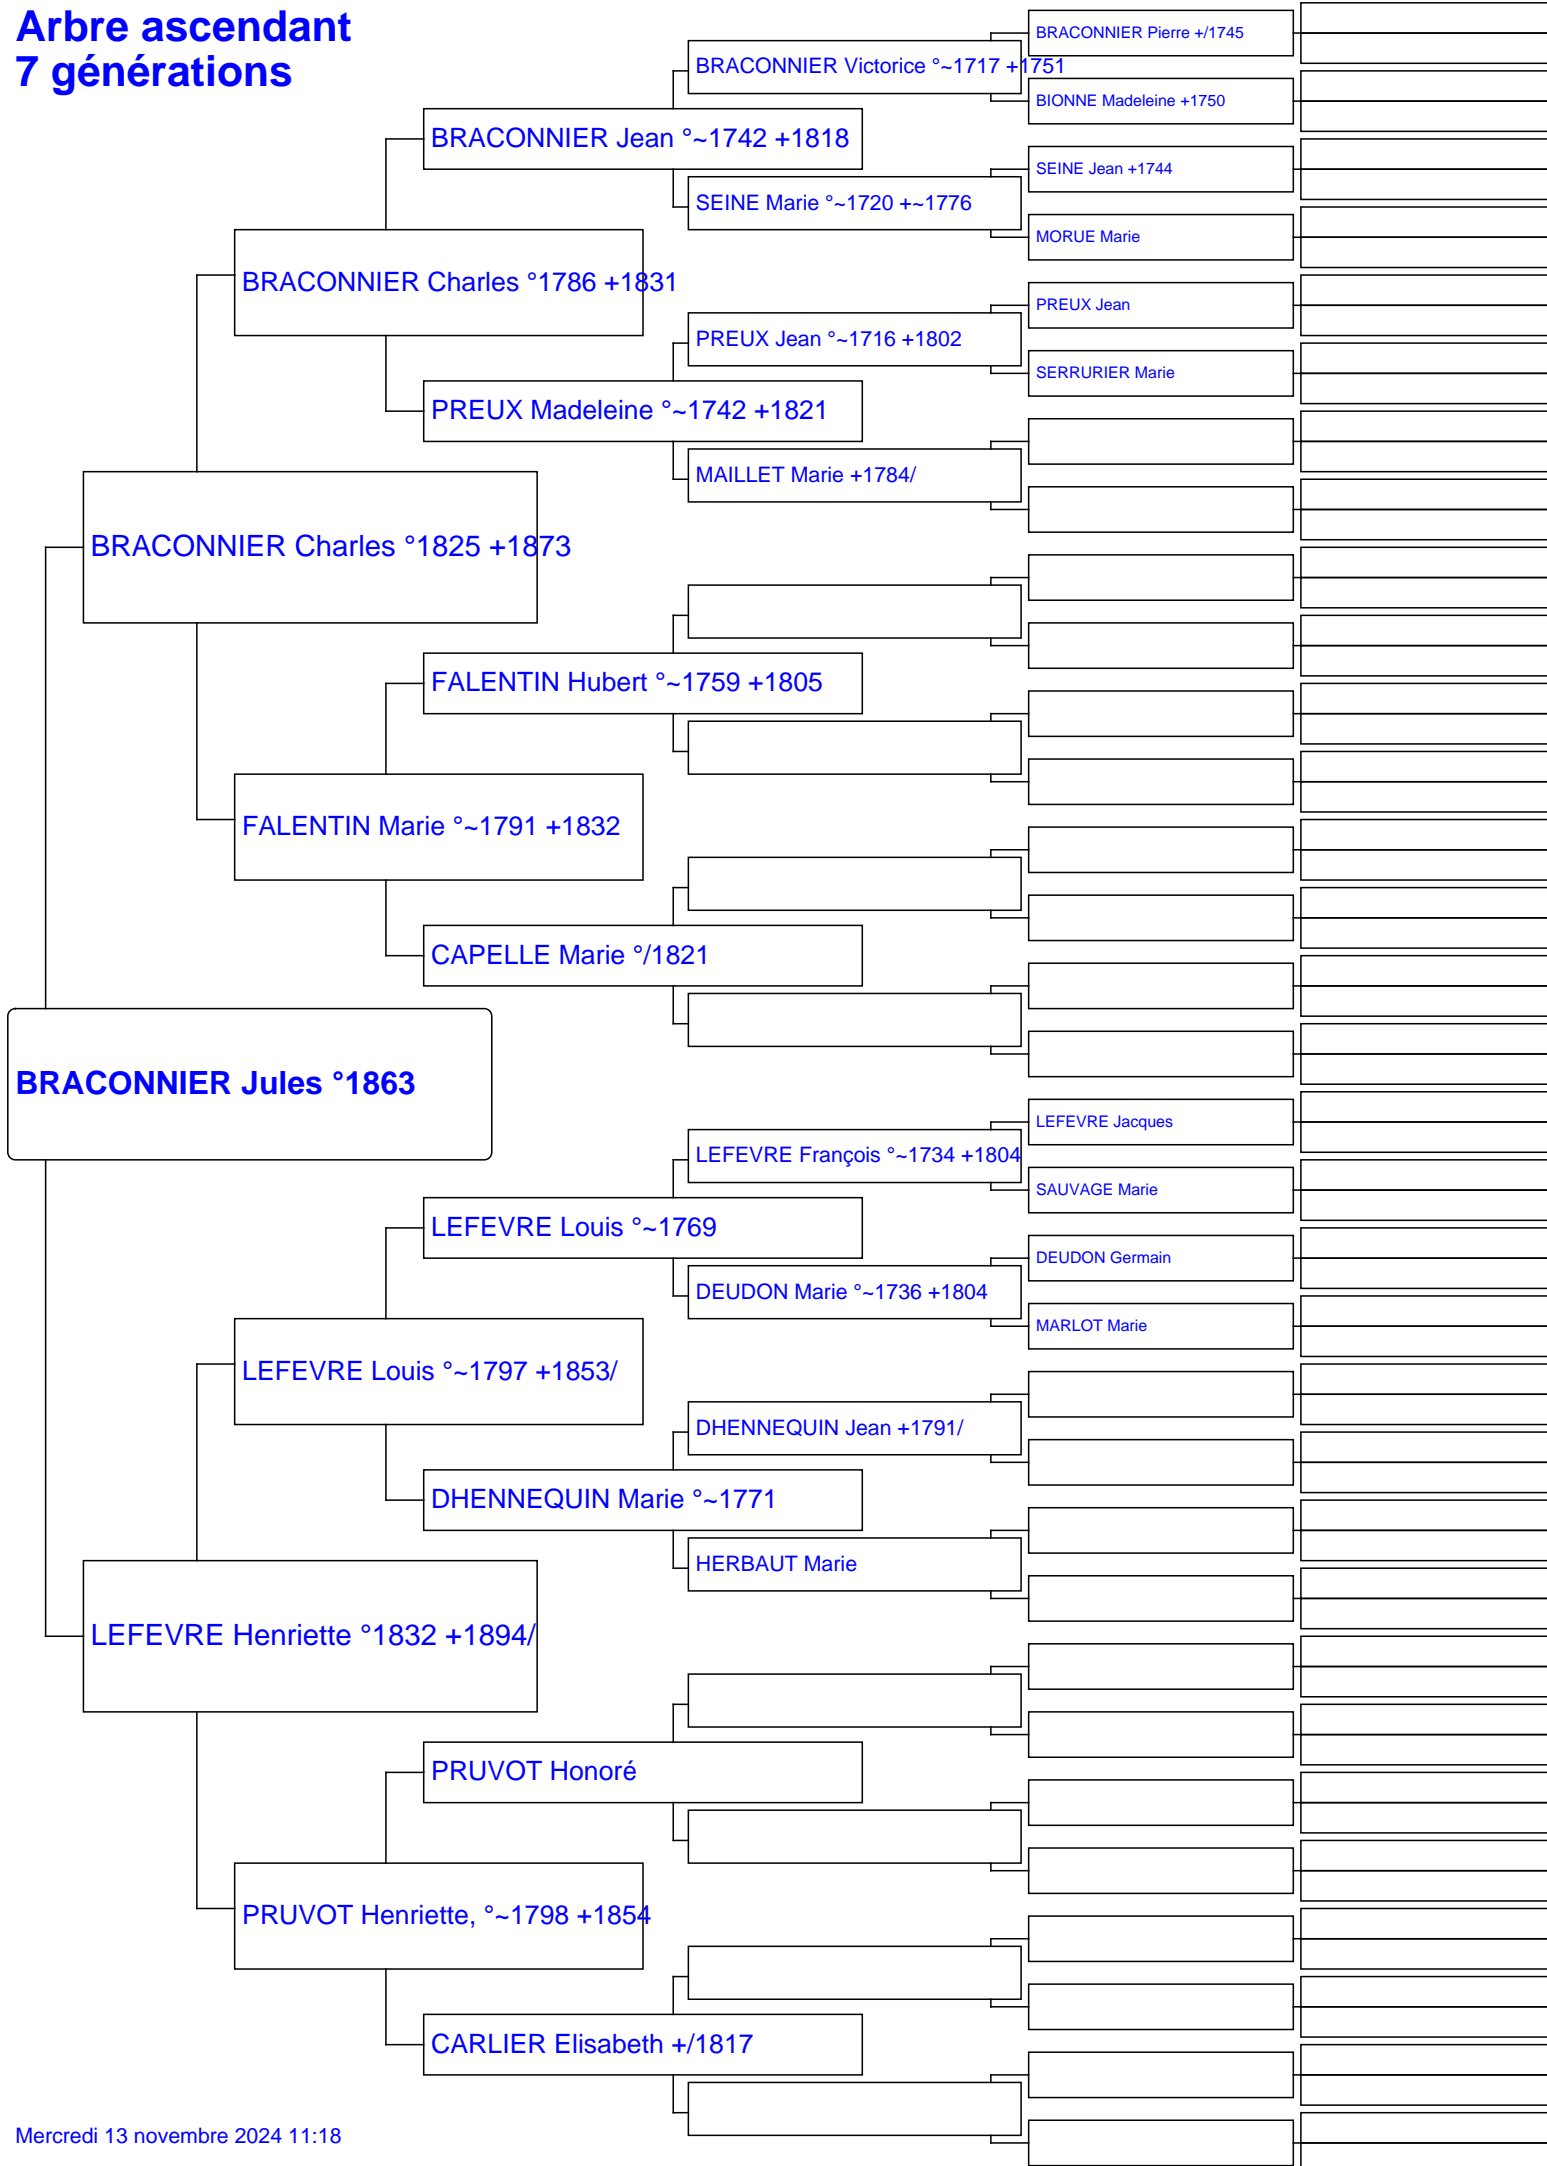 Arbre ascendant
7 générations
BRACONNIER Pierre +/1745
BRACONNIER Victorice °~1717 +1751
BIONNE Madeleine +1750
BRACONNIER Jean °~1742 +1818
SEINE Jean +1744
SEINE Marie °~1720 +~1776
MORUE Marie
BRACONNIER Charles °1786 +1831
PREUX Jean
PREUX Jean °~1716 +1802
SERRURIER Marie
PREUX Madeleine °~1742 +1821
MAILLET Marie +1784/
BRACONNIER Charles °1825 +1873
FALENTIN Hubert °~1759 +1805
FALENTIN Marie °~1791 +1832
CAPELLE Marie °/1821
BRACONNIER Jules °1863
LEFEVRE Jacques
LEFEVRE François °~1734 +1804
SAUVAGE Marie
LEFEVRE Louis °~1769
DEUDON Germain
DEUDON Marie °~1736 +1804
MARLOT Marie
LEFEVRE Louis °~1797 +1853/
DHENNEQUIN Jean +1791/
DHENNEQUIN Marie °~1771
HERBAUT Marie
LEFEVRE Henriette °1832 +1894/
PRUVOT Honoré
PRUVOT Henriette, °~1798 +1854
CARLIER Elisabeth +/1817
Mercredi 13 novembre 2024 11:18